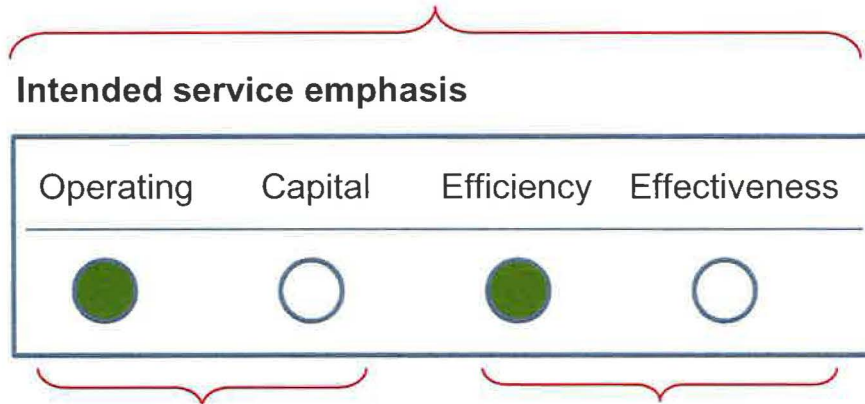 Intended service emphasis
Operating Capital Efficiency Effectiveness